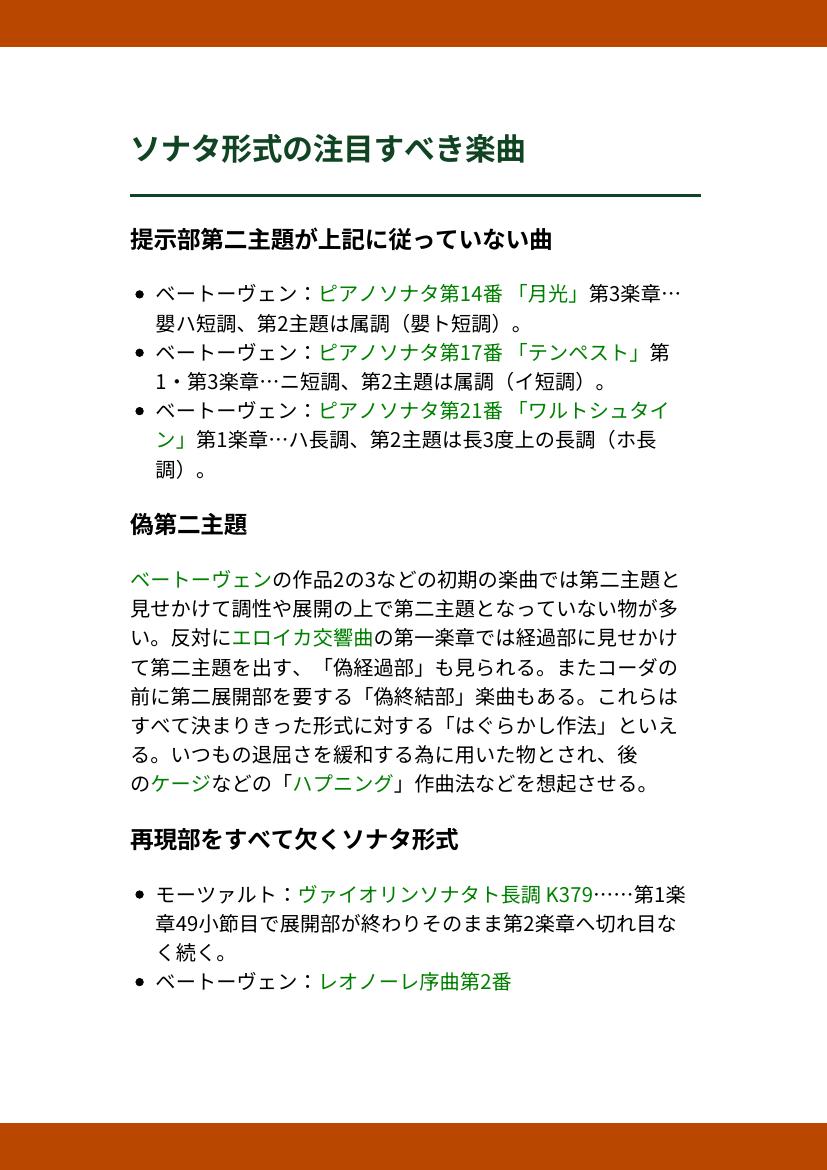 ソナタ形式の注目すべき楽曲
提示部第二主題が上記に従っていない曲
ベートーヴェン：ピアノソナタ第14番 「月光」第3楽章…
嬰ハ短調、第2主題は属調（嬰ト短調）。
ベートーヴェン：ピアノソナタ第17番 「テンペスト」第
1・第3楽章…ニ短調、第2主題は属調（イ短調）。
ベートーヴェン：ピアノソナタ第21番 「ワルトシュタイ
ン」第1楽章…ハ長調、第2主題は長3度上の長調（ホ長
調）。
偽第二主題
ベートーヴェンの作品2の3などの初期の楽曲では第二主題と
見せかけて調性や展開の上で第二主題となっていない物が多
い。反対にエロイカ交響曲の第一楽章では経過部に見せかけ
て第二主題を出す、「偽経過部」も見られる。またコーダの
前に第二展開部を要する「偽終結部」楽曲もある。これらは
すべて決まりきった形式に対する「はぐらかし作法」といえ
る。いつもの退屈さを緩和する為に用いた物とされ、後
のケージなどの「ハプニング」作曲法などを想起させる。
再現部をすべて欠くソナタ形式
モーツァルト：ヴァイオリンソナタト長調 K379……第1楽
章49小節目で展開部が終わりそのまま第2楽章へ切れ目な
く続く。
ベートーヴェン：レオノーレ序曲第2番